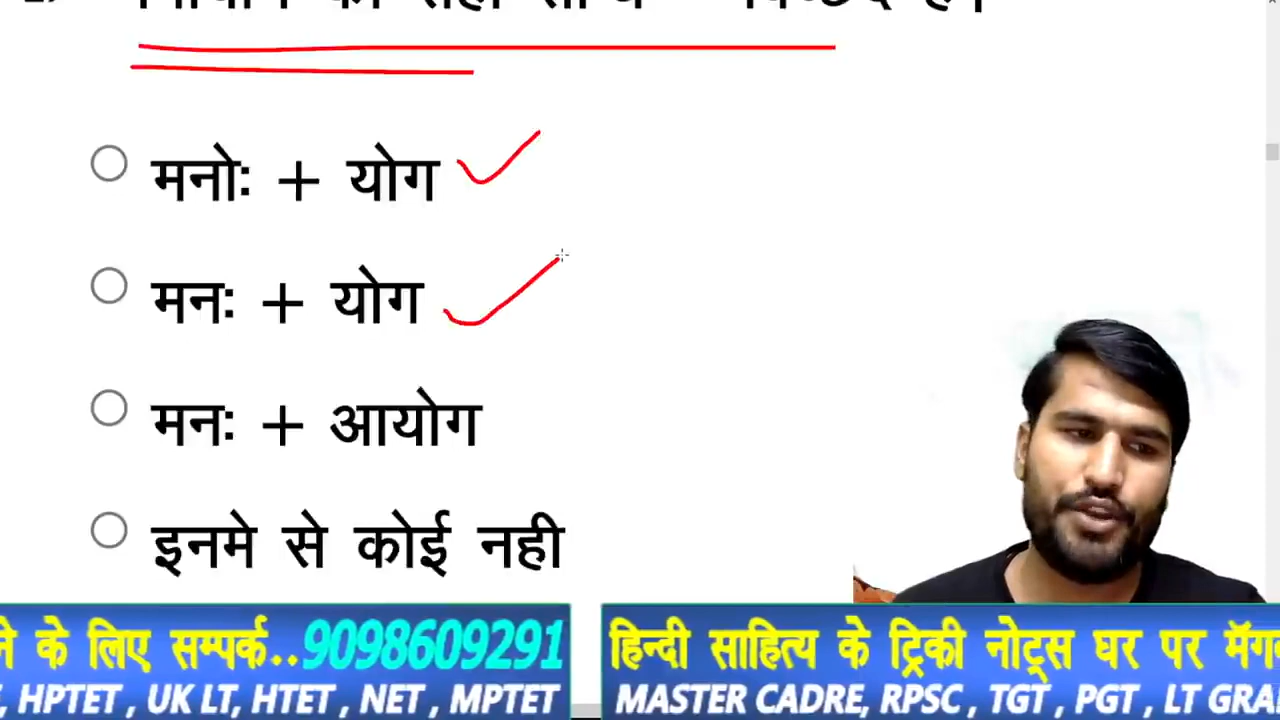 मनोः + योग
मनः + योग
मनः + आयोग
इनमे से कोई नही
ने के लिए सम्पर्क..9098609291
हिन्दी साहित्य के ट्रिकी नोट्स घर पर
, HPTET , UK LT, HTET , NET , MPTET
MASTER CADRE, RPSC , TGT , PGT , LT